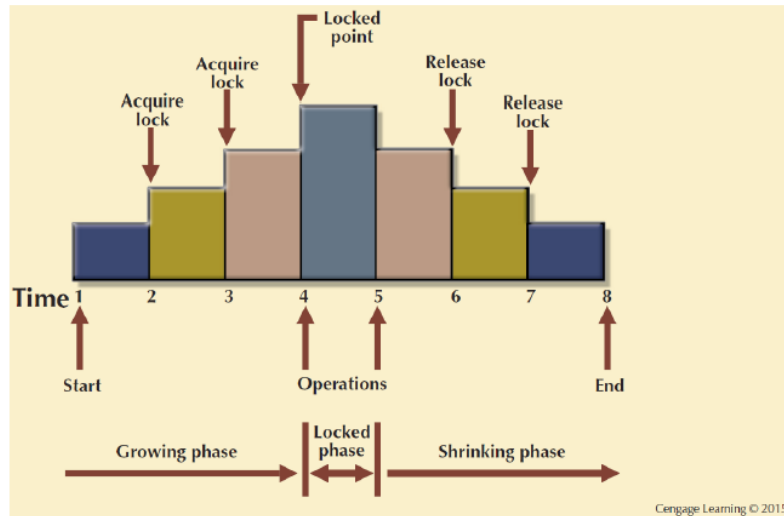 Locked
point
Acquire
lock
Release
lock
Acquire
lock
Release
lock
Time 1 2 3 4 5 6 7 8
Start Operations End
Growing phase
Locked
phase
Shrinking phase
Cengage Learning © 2015